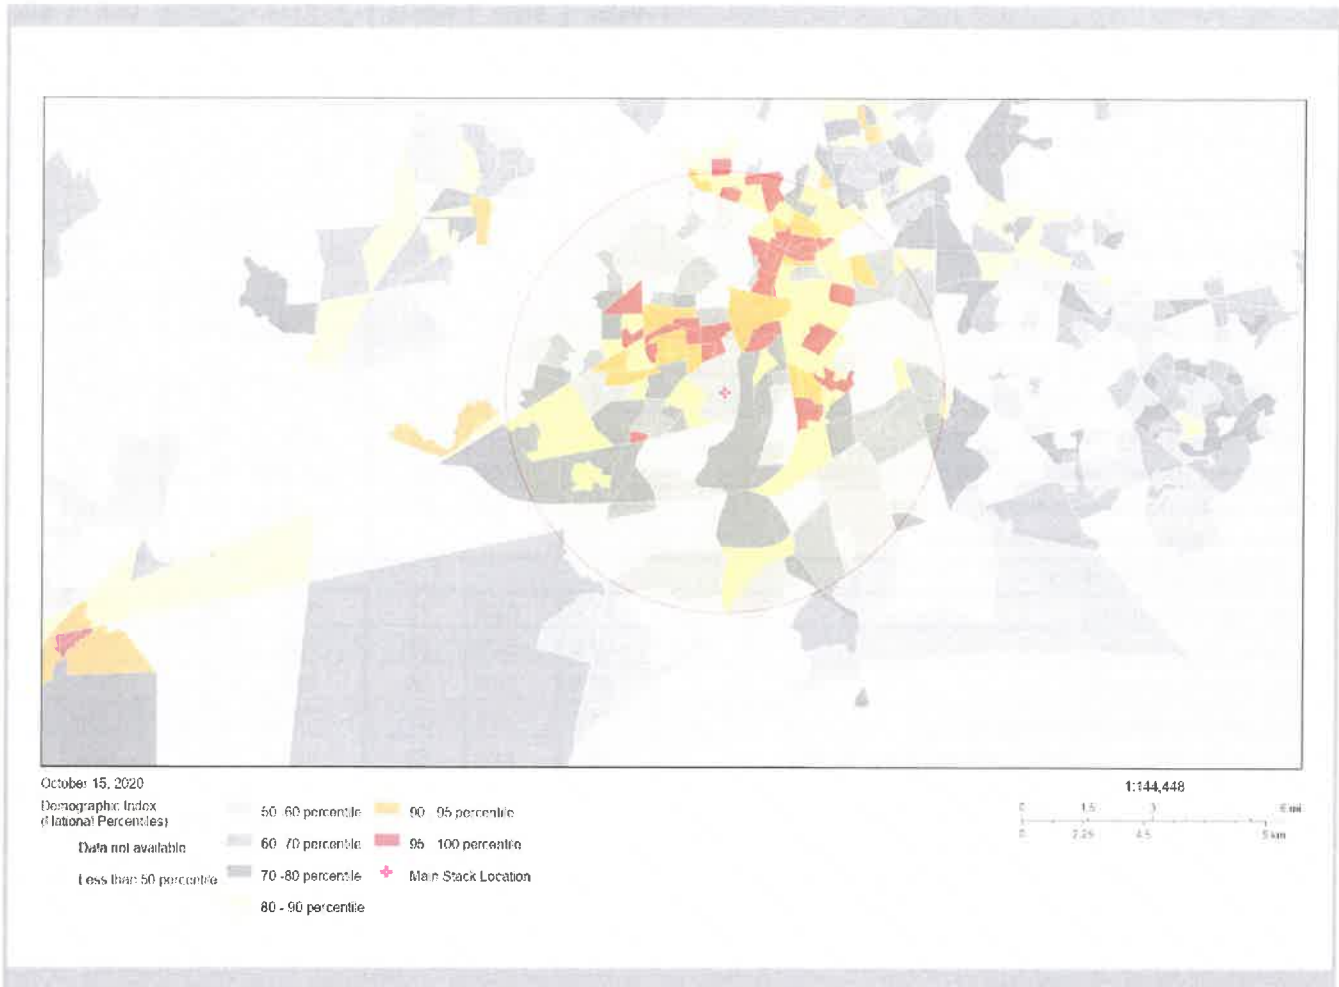 October 15, 2020
1:144,448
Demographic Index
(National Percentiles)
Data not available
Less than 50 percentile
50 -60 percentile
60 -70 percentile
70 -80 percentile
80 - 90 percentile
90 - 95 percentile
95 - 100 percentile
Main Stack Location
0 1.5 3 6 mi
0 2.25 4.5